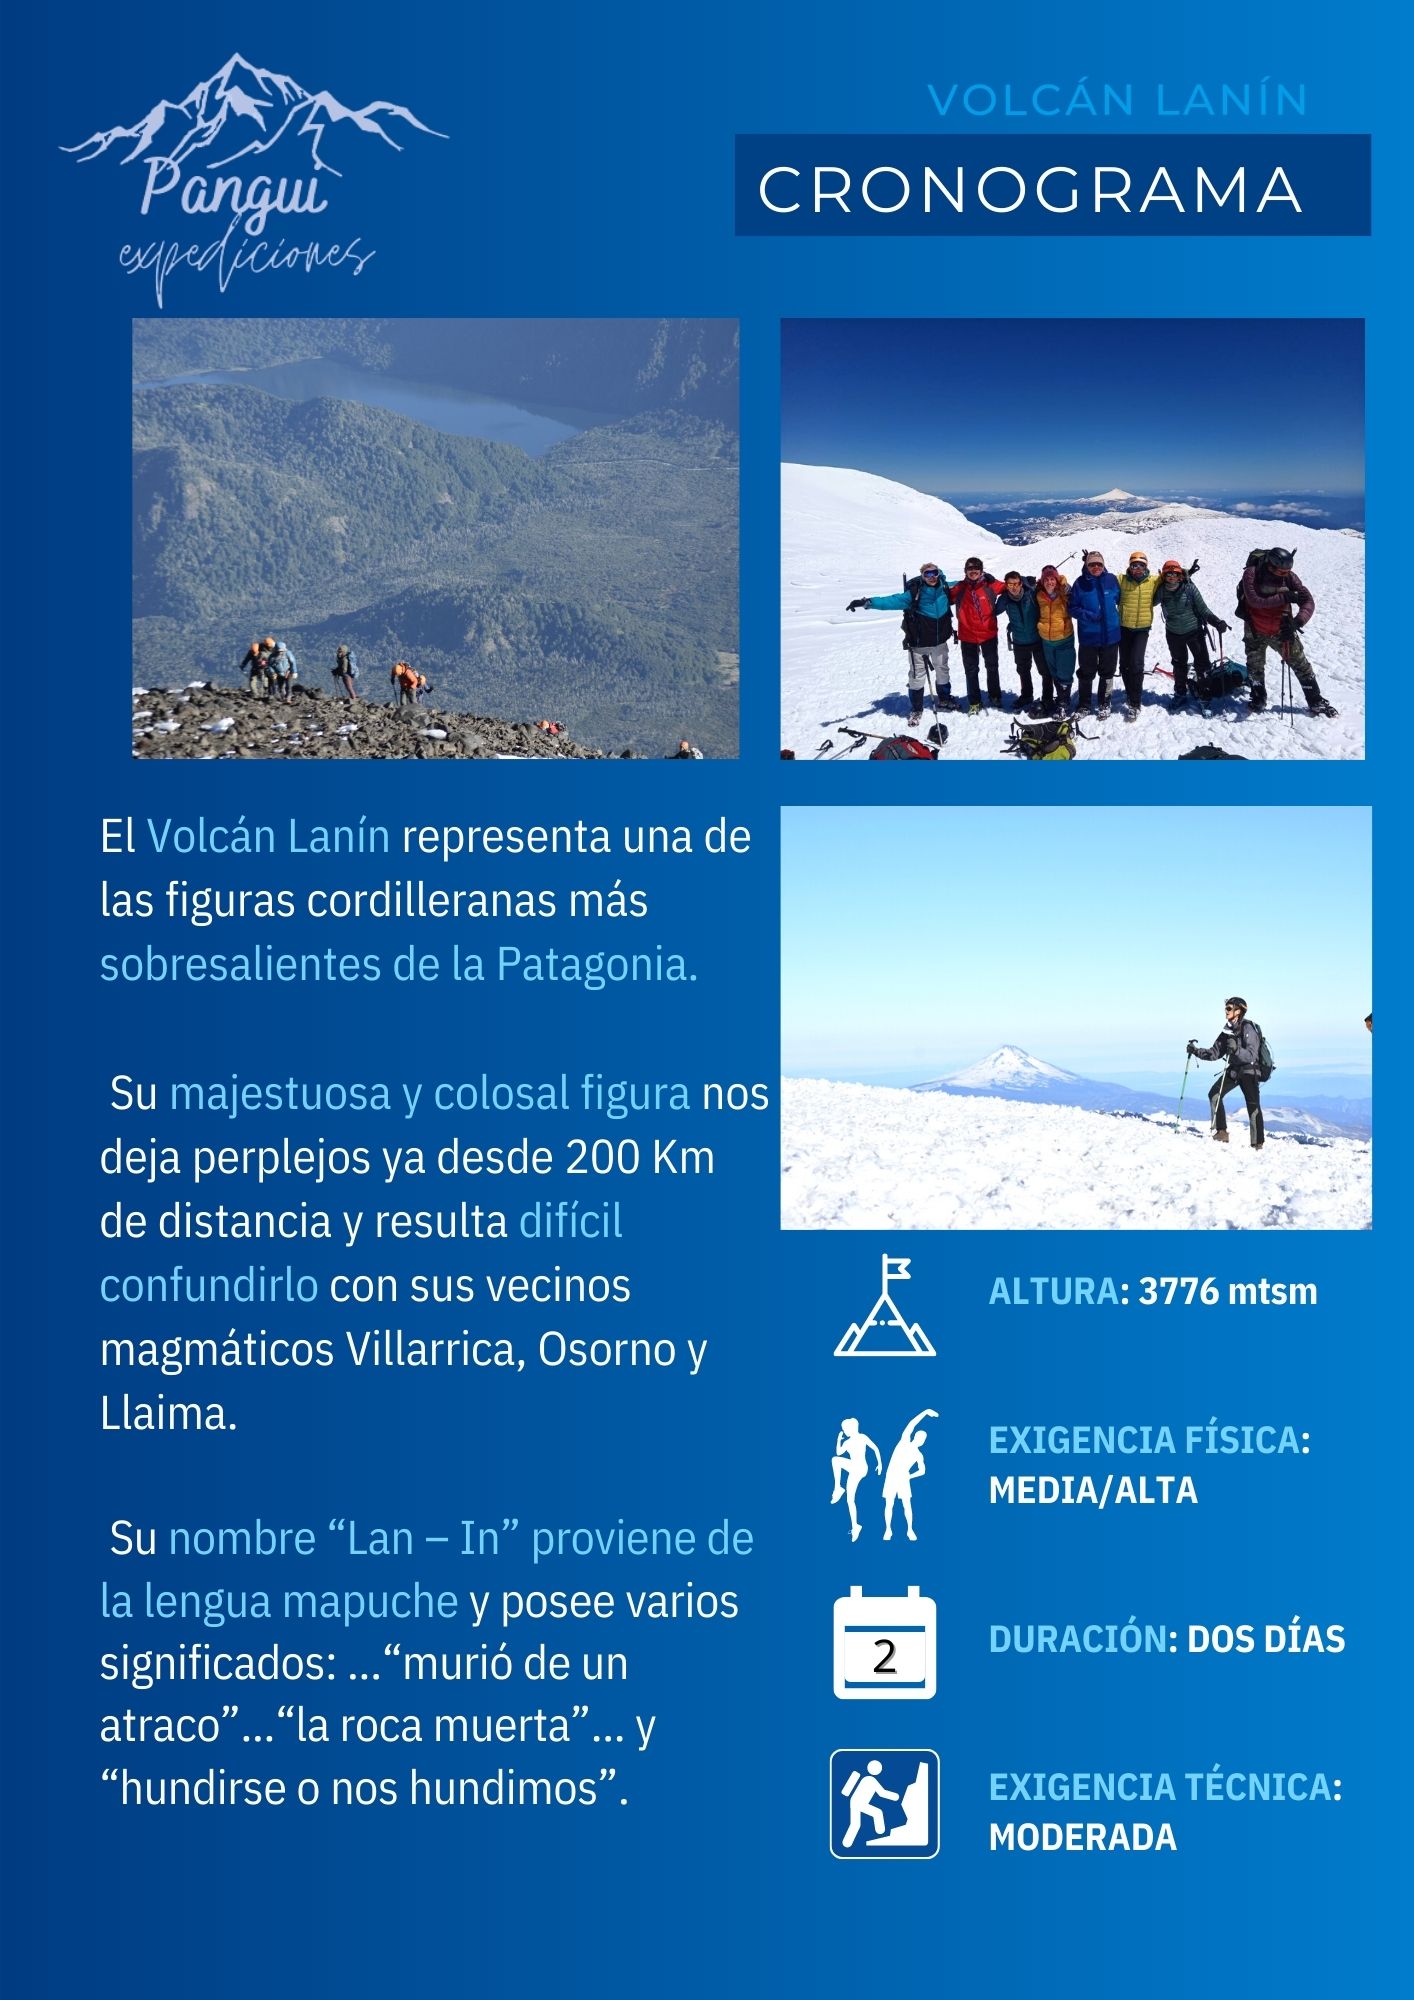 Pangui
expediciones
VOLCÁN LANÍN
CRONOGRAMA
El Volcán Lanín representa una de
las figuras cordilleranas más
sobresalientes de la Patagonia.
Su majestuosa y colosal figura nos
deja perplejos ya desde 200 Km
de distancia y resulta difícil
confundirlo con sus vecinos
magmáticos Villarrica, Osorno y
Llaima.
Su nombre “Lan – In” proviene de
la lengua mapuche y posee varios
significados: ...“murió de un
atraco”...“la roca muerta”... y
“hundirse o nos hundimos”.
ALTURA: 3776 mtsm
EXIGENCIA FÍSICA:
MEDIA/ALTA
2
DURACIÓN: DOS DÍAS
EXIGENCIA TÉCNICA:
MODERADA